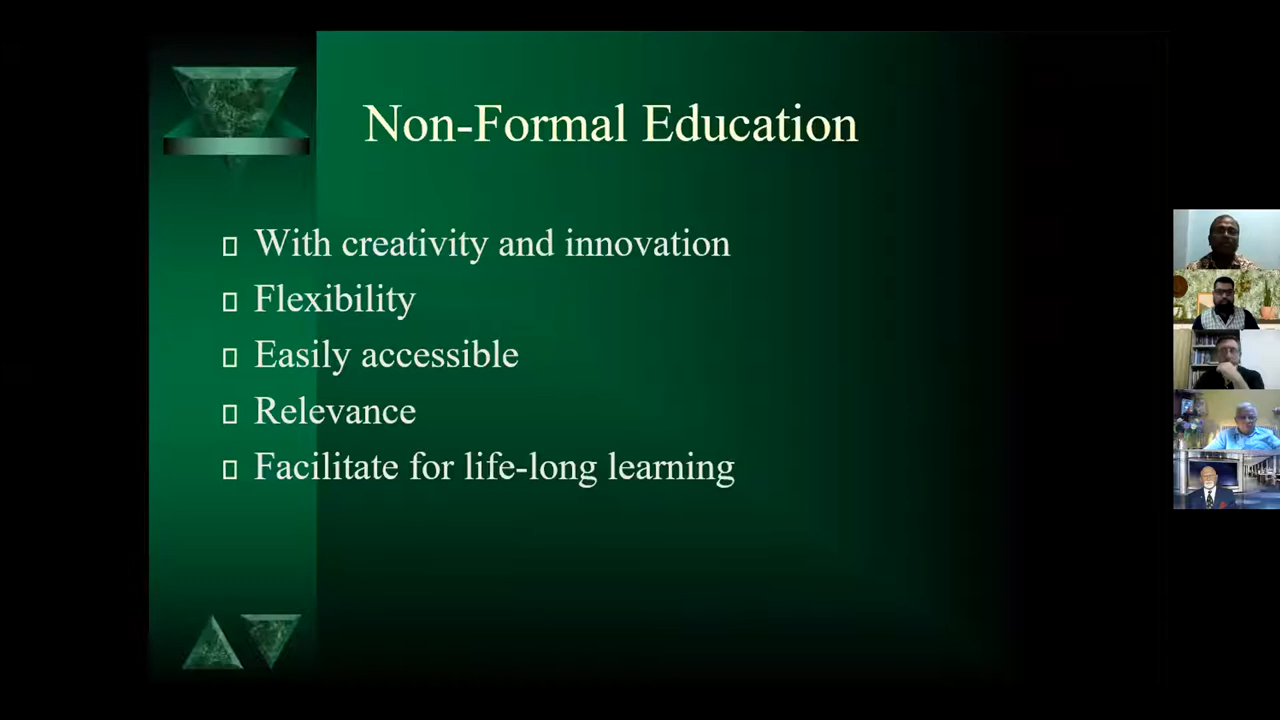 Non-Formal Education
With creativity and innovation
Flexibility
Easily accessible
Relevance
Facilitate for life-long learning